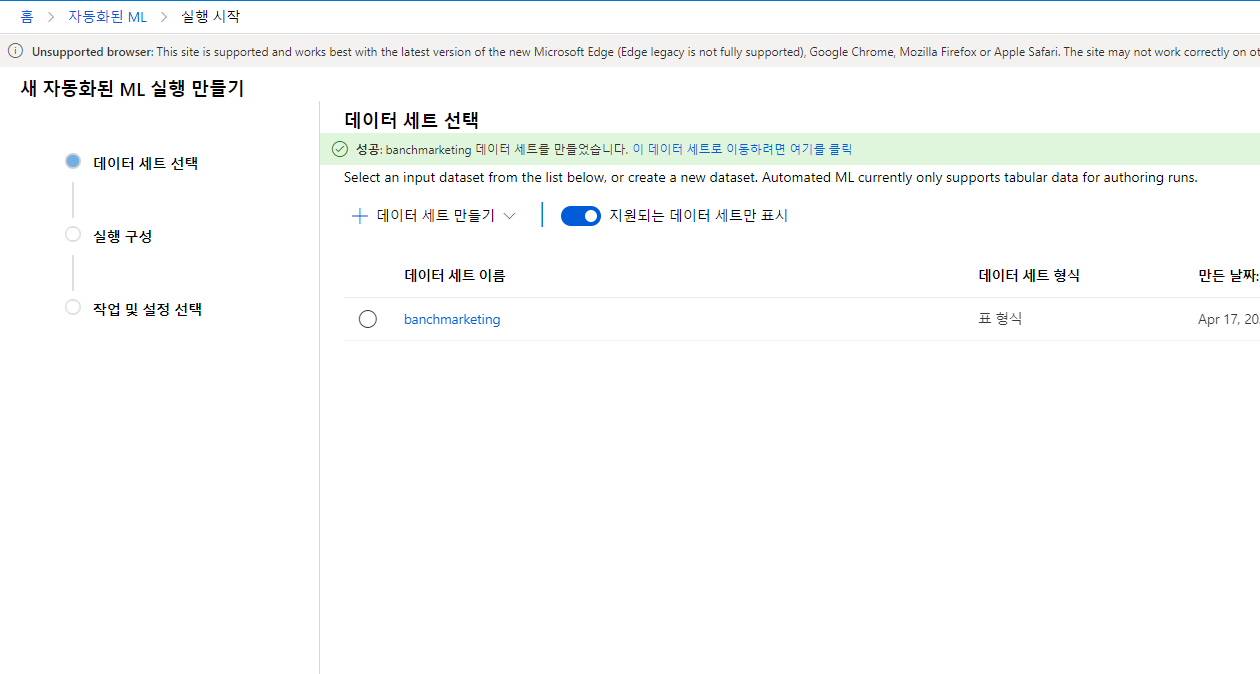 홈 > 자동화된 ML > 실행 시작
Unsupported browser: This site is supported and works best with the latest version of the new Microsoft Edge (Edge legacy is not fully supported), Google Chrome, Mozilla Firefox or Apple Safari. The site may not work correctly on
새 자동화된 ML 실행 만들기
데이터 세트 선택
실행 구성
작업 및 설정 선택
데이터 세트 선택
성공: banchmarketing 데이터 세트를 만들었습니다. 이 데이터 세트로 이동하려면 여기를 클릭
Select an input dataset from the list below, or create a new dataset. Automated ML currently only supports tabular data for authoring runs.
데이터 세트 만들기 지원되는 데이터 세트만 표시
데이터 세트 이름 데이터 세트 형식 만든 날짜:
banchmarketing 표 형식 Apr 17, 20